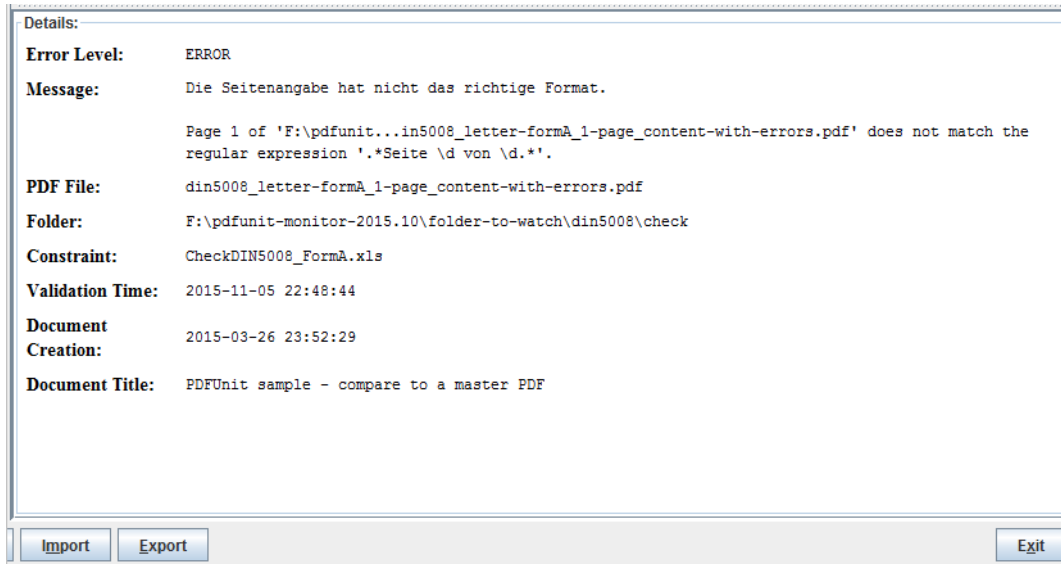 Details:
Error Level: ERROR
Message: Die Seitenangabe hat nicht das richtige Format.
Page 1 of 'F:\pdfunit...in5008_letter-formA_1-page_content-with-errors.pdf' does not match the
regular expression '.*Seite \d von \d.*'.
PDF File: din5008_letter-formA_1-page_content-with-errors.pdf
Folder: F:\pdfunit-monitor-2015.10\folder-to-watch\din5008\check
Constraint: CheckDIN5008_FormA.xls
Validation Time: 2015-11-05 22:48:44
Document
Creation: 2015-03-26 23:52:29
Document Title: PDFUnit sample - compare to a master PDF
Import Export Exit